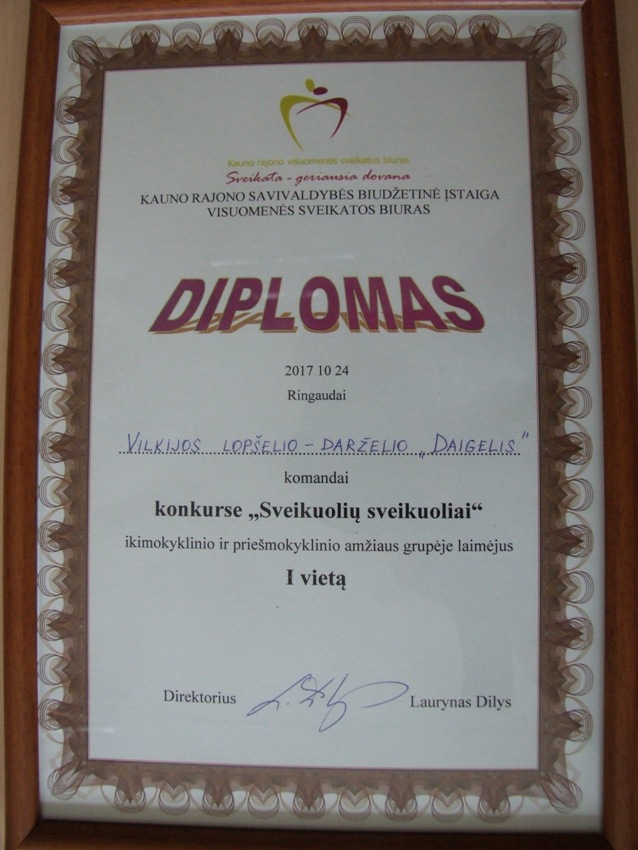 Kauno rajono visuomenės sveikatos biuras
Sveikata - geriausia dovana
KAUNO RAJONO SAVIVALDYBĖS BIUDŽETINĖ ĮSTAIGA
VISUOMENĖS SVEIKATOS BIURAS
DIPLOMAS
2017 10 24
Ringaudai
VILKIJOS LOPŠELIO - DARŽELIO „DAIGELIS"
komandai
konkurse „Sveikuolių sveikuoliai“
ikimokyklinio ir priešmokyklinio amžiaus grupėje laimėjus
I vietą
Direktorius Laurynas Dilys